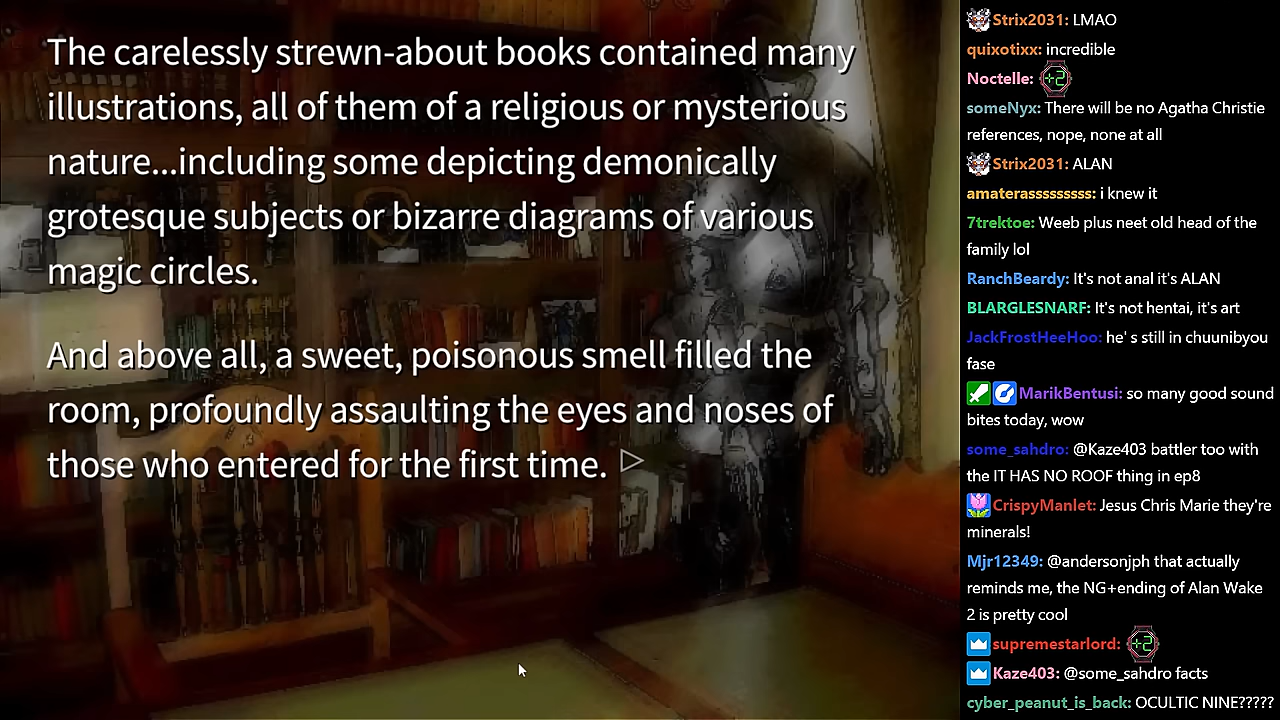 The carelessly strewn-about books contained many
illustrations, all of them of a religious or mysterious
nature...including some depicting demonically
grotesque subjects or bizarre diagrams of various
magic circles.
And above all, a sweet, poisonous smell filled the
room, profoundly assaulting the eyes and noses of
those who entered for the first time.
Strix2031: LMAO
quixotixx: incredible
Noctelle: +2
someNyx: There will be no Agatha Christie
references, nope, none at all
Strix2031: ALAN
amaterasssssssss: i knew it
7trektoe: Weeb plus neet old head of the
family lol
RanchBeardy: It's not anal it's ALAN
BLARGLESNARF: It's not hentai, it's art
JackFrostHeeHoo: he' s still in chuunibyou
fase
MarikBentusi: so many good sound
bites today, wow
some_sahdro: @Kaze403 battler too with
the IT HAS NO ROOF thing in ep8
CrispyManlet: Jesus Chris Marie they're
minerals!
Mjr12349: @andersonjph that actually
reminds me, the NG+ending of Alan Wake
2 is pretty cool
supremestarlord: +2
Kaze403: @some_sahdro facts
cyber_peanut_is_back: OCULTIC NINE?????